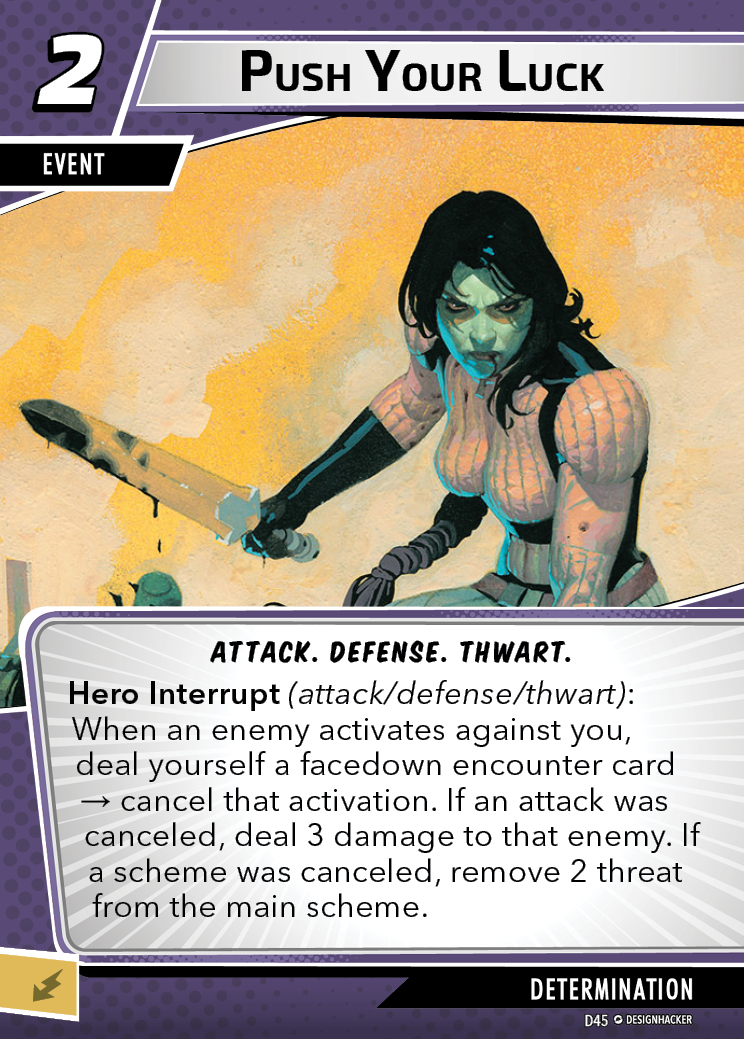 2
PUSH YOUR LUCK
EVENT
ATTACK. DEFENSE. THWART.
Hero Interrupt (attack/defense/thwart):
When an enemy activates against you,
deal yourself a facedown encounter card
→ cancel that activation. If an attack was
canceled, deal 3 damage to that enemy. If
a scheme was canceled, remove 2 threat
from the main scheme.
DETERMINATION
D45 DESIGNHACKER